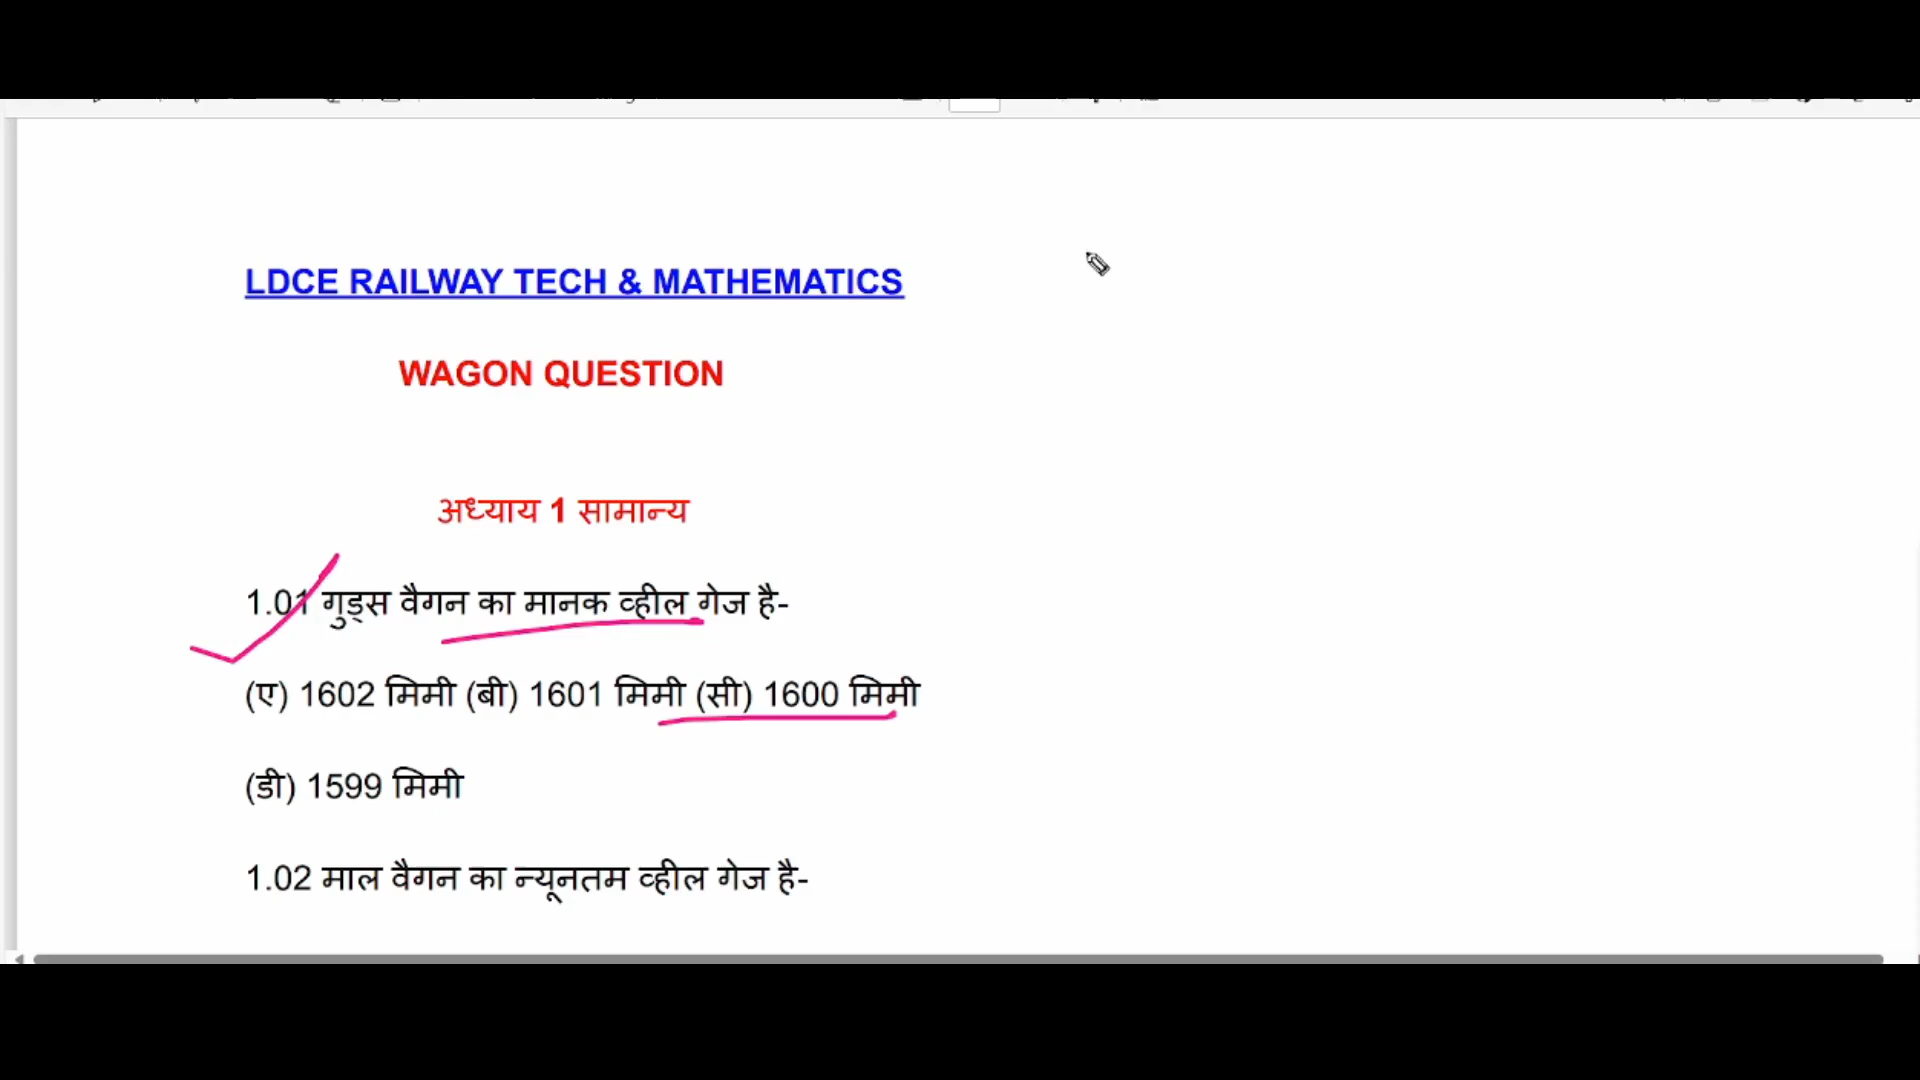 LDCE RAILWAY TECH & MATHEMATICS
WAGON QUESTION
अध्याय 1 सामान्य
1.01 गुड्स वैगन का मानक व्हील गेज है-
(ए) 1602 मिमी (बी) 1601 मिमी (सी) 1600 मिमी
(डी) 1599 मिमी
1.02 माल वैगन का न्यूनतम व्हील गेज है-